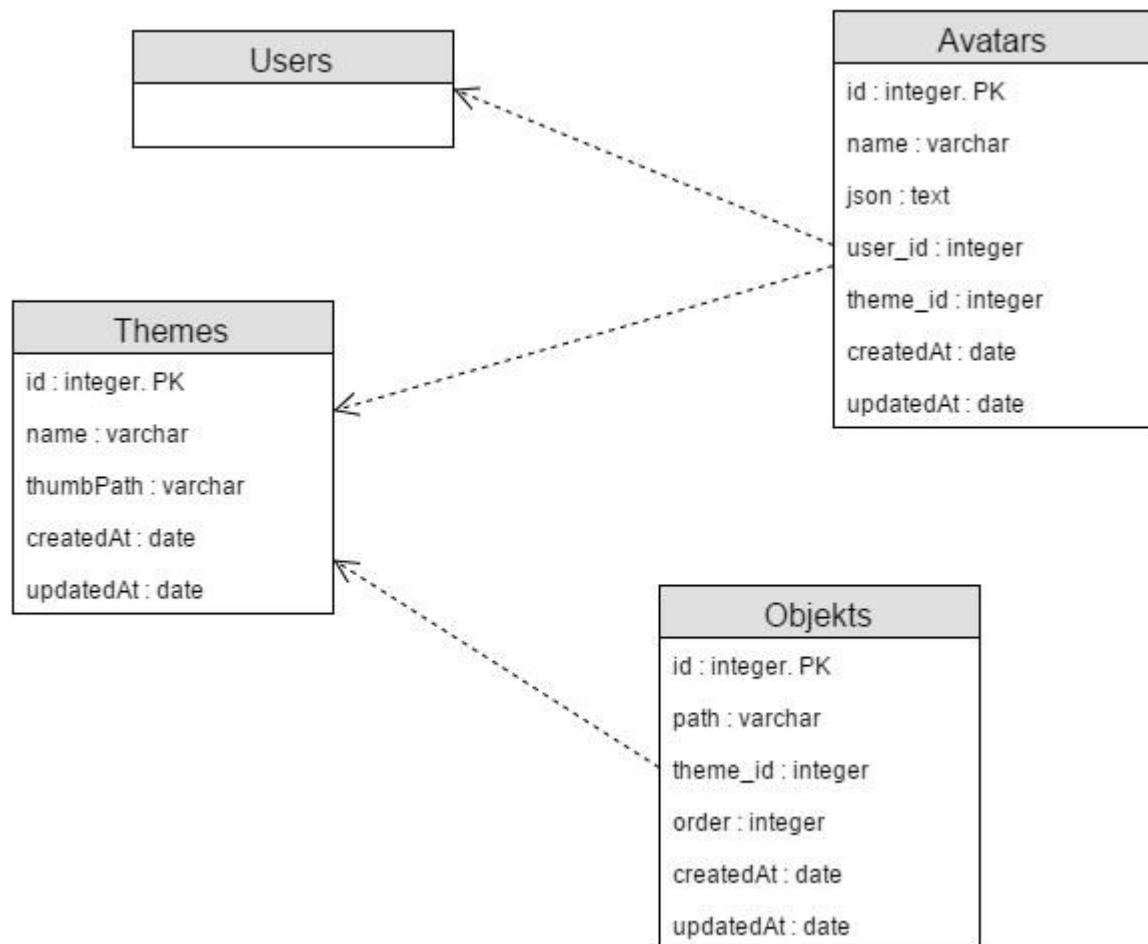 Users
Avatars
id : integer. PK
name : varchar
json : text
user_id : integer
theme_id : integer
createdAt : date
updatedAt : date
Themes
id : integer. PK
name : varchar
thumbPath : varchar
createdAt : date
updatedAt : date
Objekts
id : integer. PK
path : varchar
theme_id : integer
order : integer
createdAt : date
updatedAt : date